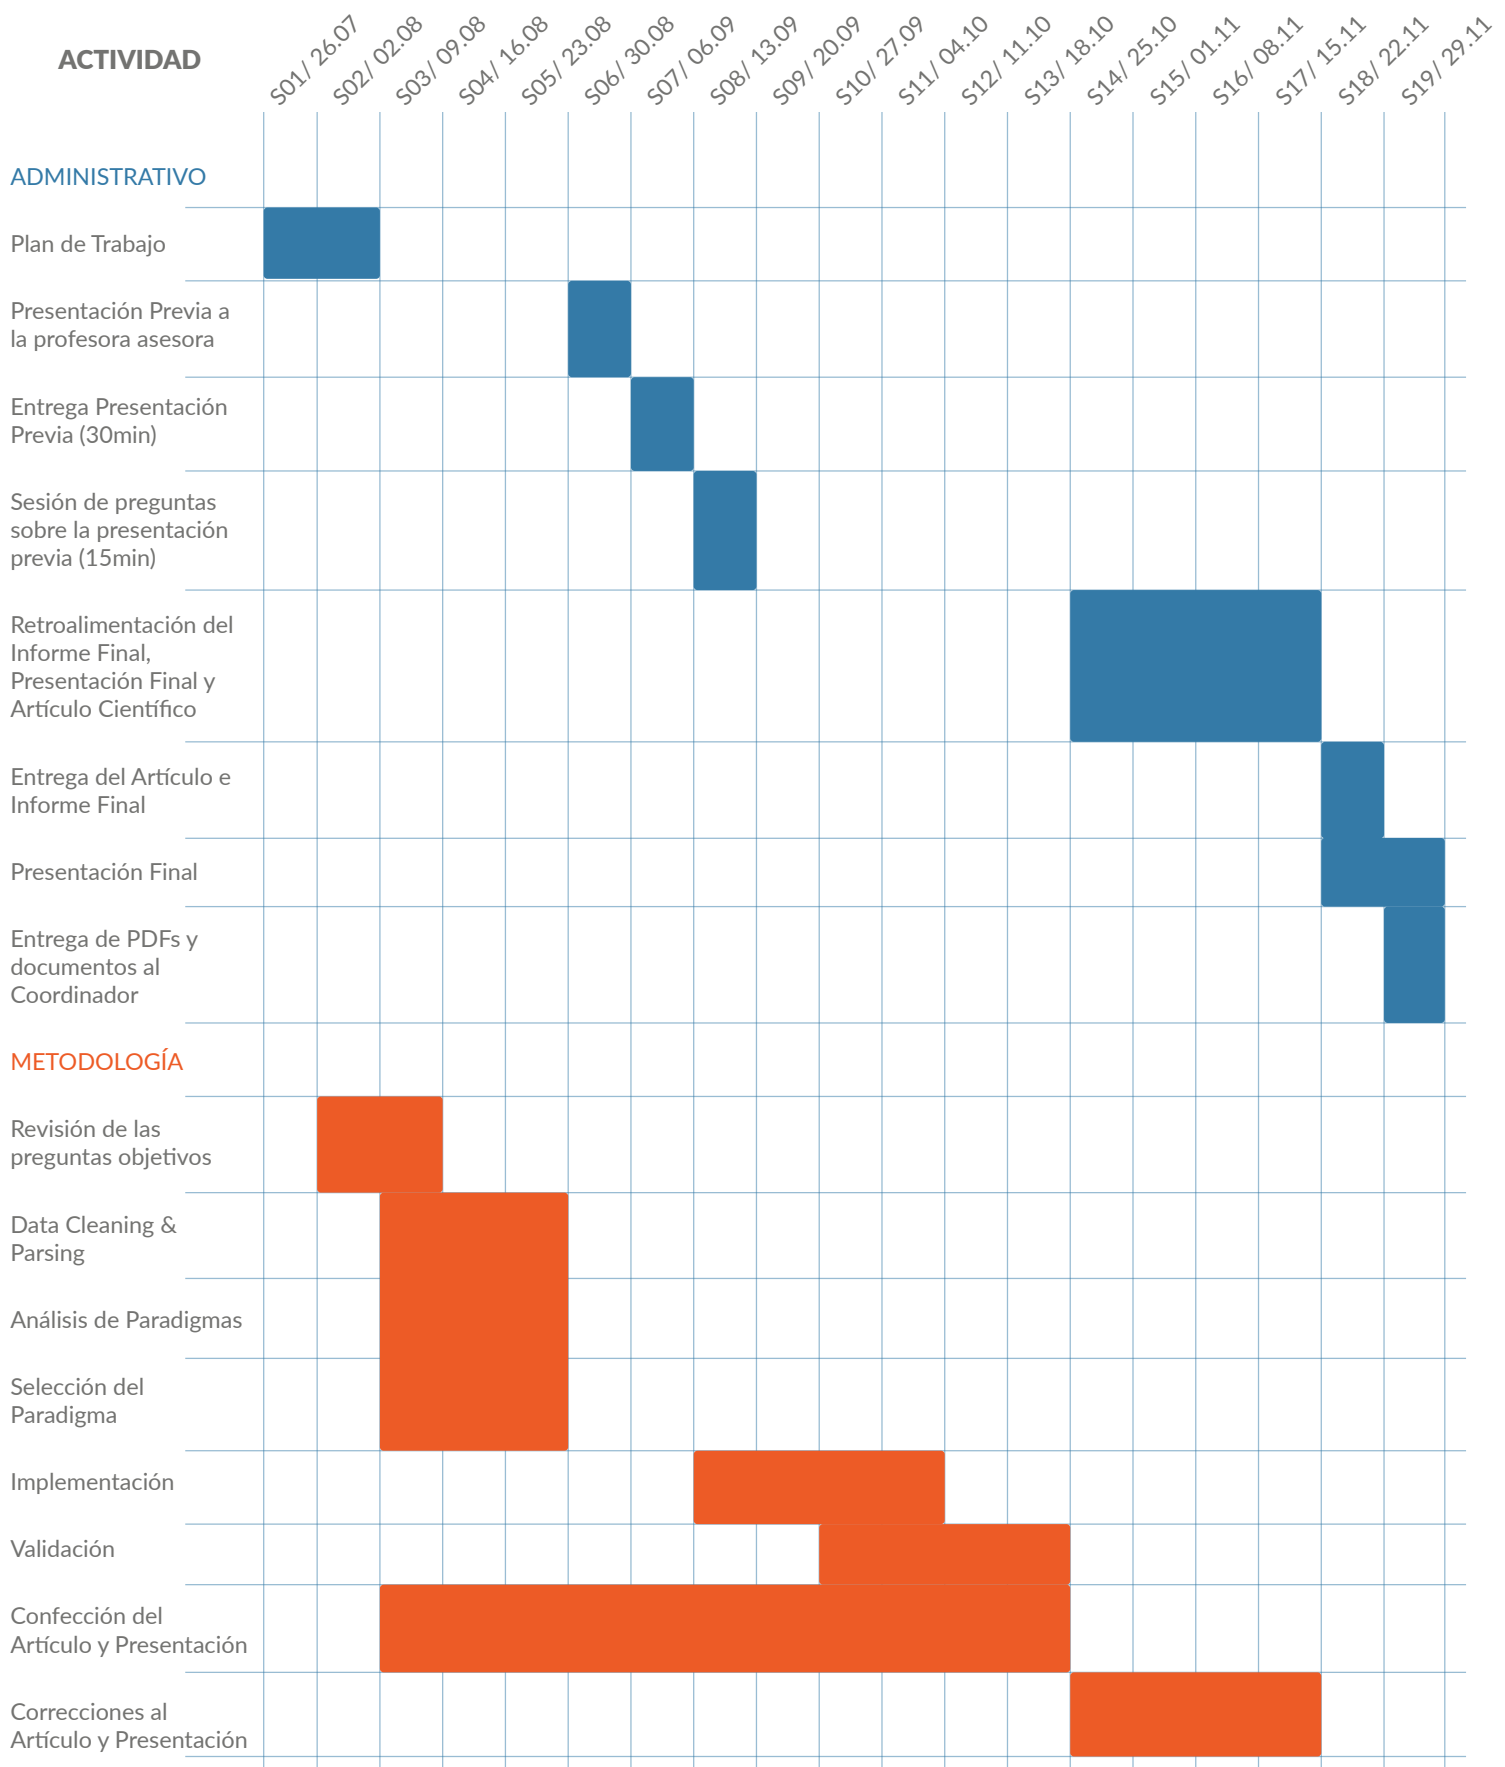 ACTIVIDAD
S01/ 26.07
S02/ 02.08
S03/ 09.08
S04/ 16.08
S05/ 23.08
S06/ 30.08
S07/ 06.09
S08/ 13.09
S09/ 20.09
S10/ 27.09
S11/ 04.10
S12/ 11.10
S13/ 18.10
S14/ 25.10
S15/ 01.11
S16/ 08.11
S17/ 15.11
S18/ 22.11
S19/ 29.11
ADMINISTRATIVO
Plan de Trabajo
Presentación Previa a
la profesora asesora
Entrega Presentación
Previa (30min)
Sesión de preguntas
sobre la presentación
previa (15min)
Retroalimentación del
Informe Final,
Presentación Final y
Artículo Científico
Entrega del Artículo e
Informe Final
Presentación Final
Entrega de PDFs y
documentos al
Coordinador
METODOLOGÍA
Revisión de las
preguntas objetivos
Data Cleaning &
Parsing
Análisis de Paradigmas
Selección del
Paradigma
Implementación
Validación
Confección del
Artículo y Presentación
Correcciones al
Artículo y Presentación